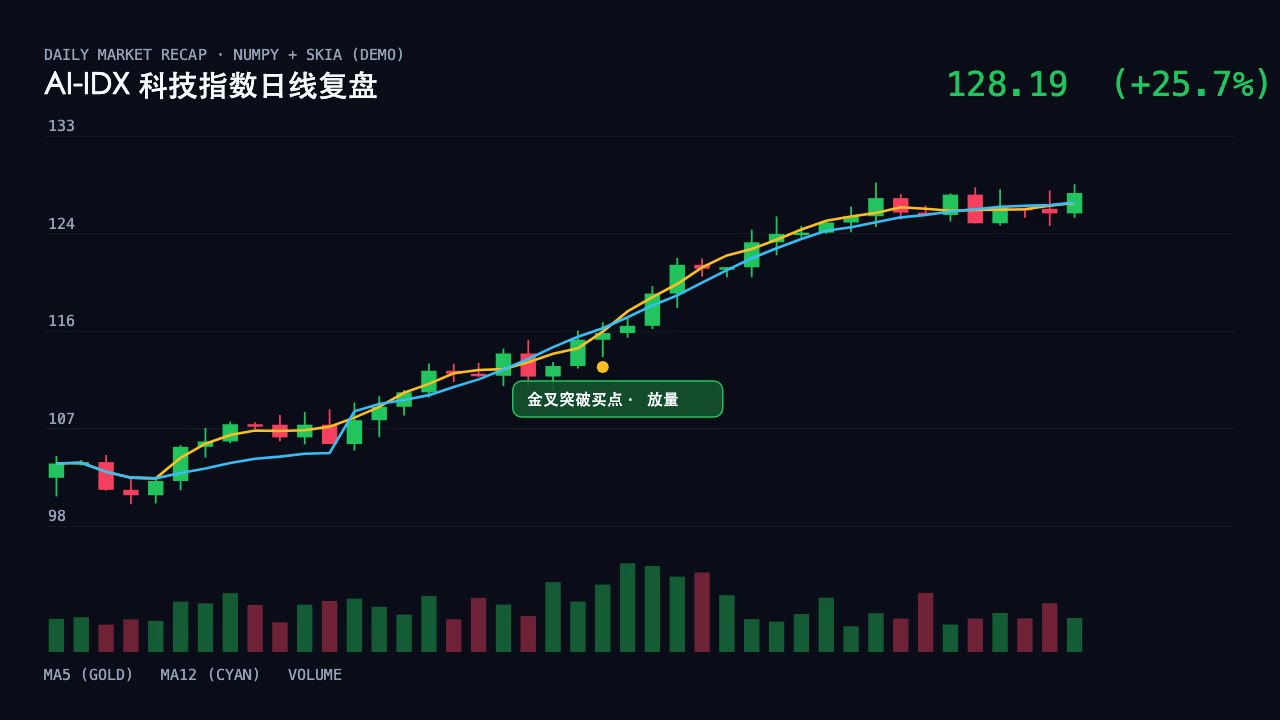 DAILY MARKET RECAP · NUMPY + SKIA (DEMO)
AI-IDX 科技指数日线复盘
128.19 (+25.7%)
133
124
116
107
98
金叉突破买点 · 放量
MA5 (GOLD) MA12 (CYAN) VOLUME